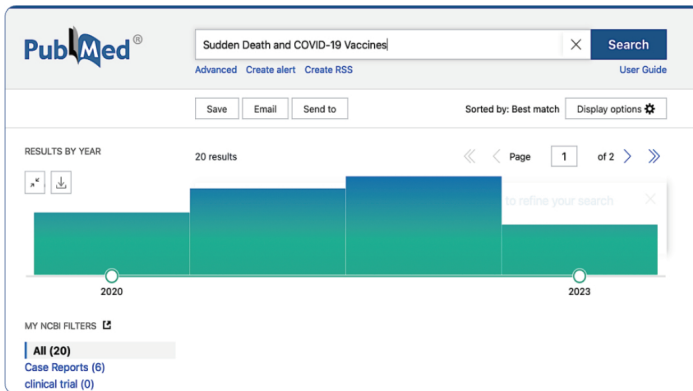 PubMed®
Sudden Death and COVID-19 Vaccines
Search
Advanced Create alert Create RSS
User Guide
Save Email Send to
Sorted by: Best match
Display options
RESULTS BY YEAR
20 results
Page 1 of 2
to refine your search
2020
2023
MY NCBI FILTERS
All (20)
Case Reports (6)
clinical trial (0)